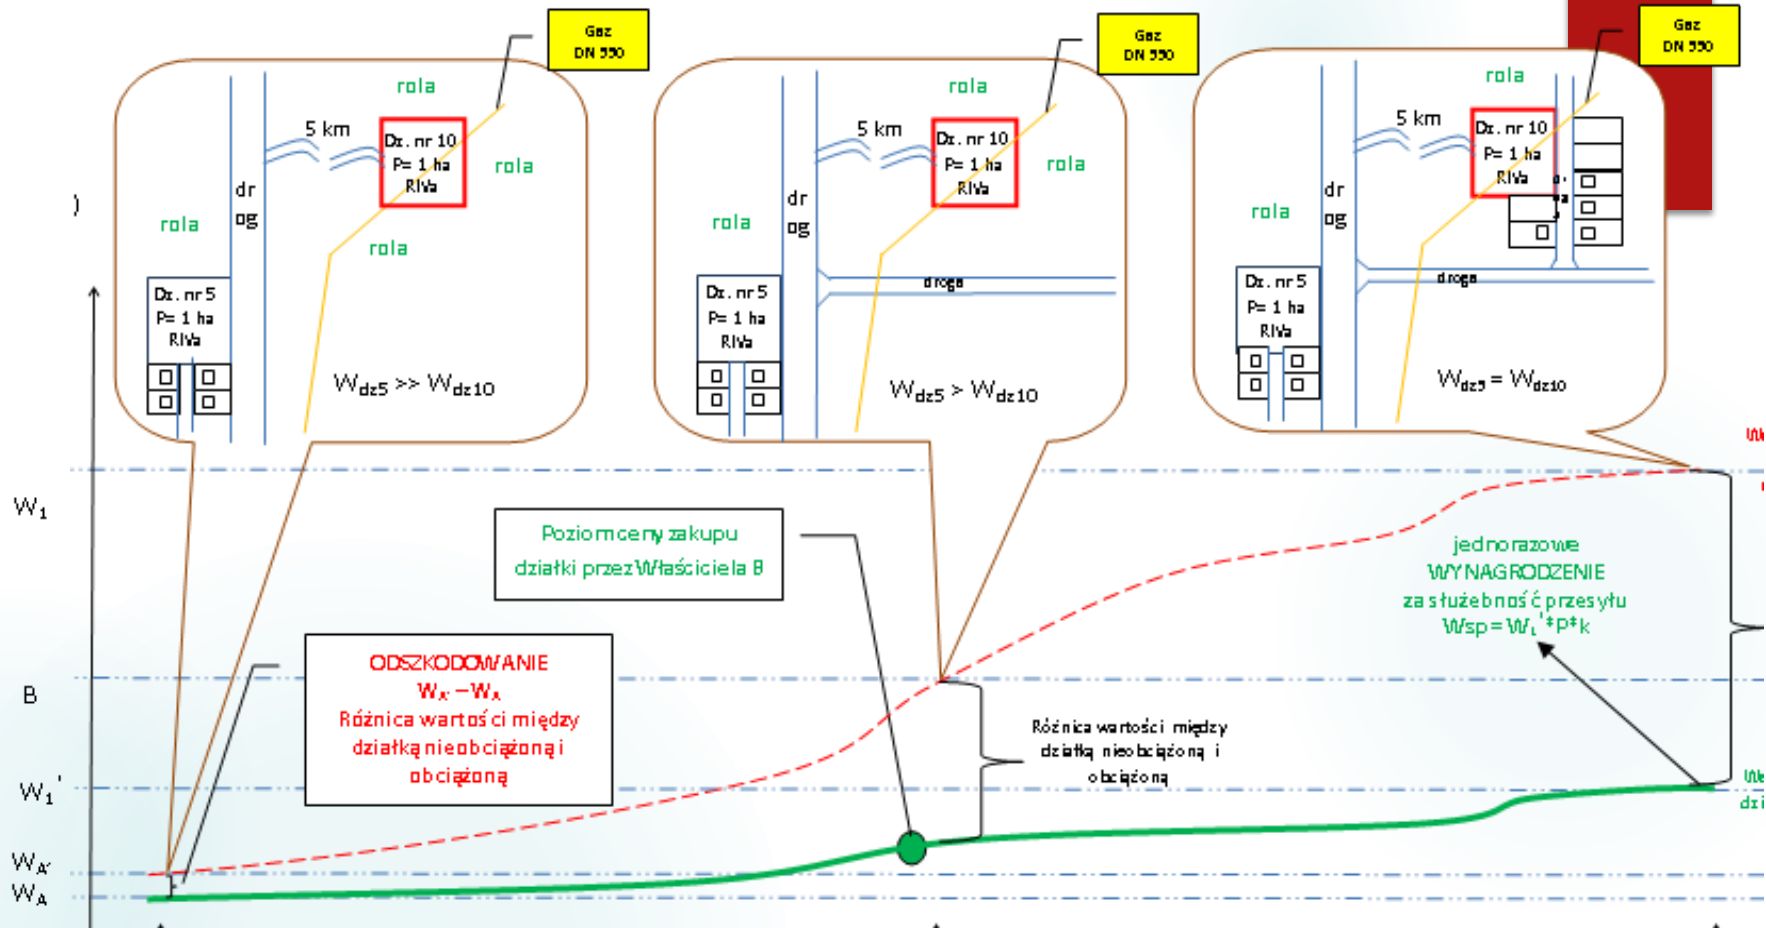 Gaz
DN 550
Gaz
DN 550
Gaz
DN 550
rola
5 km
Dz. nr 10
P= 1 ha
RIVa
rola
dr
og
rola
rola
Dz. nr 5
P= 1 ha
RIVa
Wdz5 >> Wdz10
rola
5 km
Dz. nr 10
P= 1 ha
RIVa
rola
dr
og
rola
droga
Dz. nr 5
P= 1 ha
RIVa
Wdz5 > Wdz10
rola
5 km
Dz. nr 10
P= 1 ha
RIVa
dr
og
rola
droga
Dz. nr 5
P= 1 ha
RIVa
Wdz5 = Wdz10
)
W1
B
W1'
WA'
WA
Poziom ceny zakupu
działki przez Właściciela B
ODSZKODOWANIE
WA' – WA
Różnica wartości między
działką nieobciążoną i
obciążoną
Różnica wartości między
działką nieobciążoną i
obciążoną
jednorazowe
WYNAGRODZENIE
za służebność przesyłu
Wsp = W1'*P*k